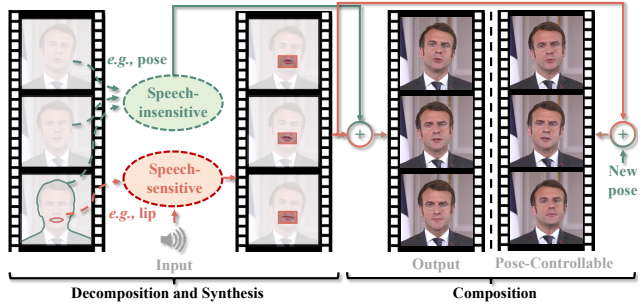 e.g., pose
Speech-
insensitive
Speech-
sensitive
e.g., lip
+
+
New
pose
Input
Output
Pose-Controllable
Decomposition and Synthesis
Composition